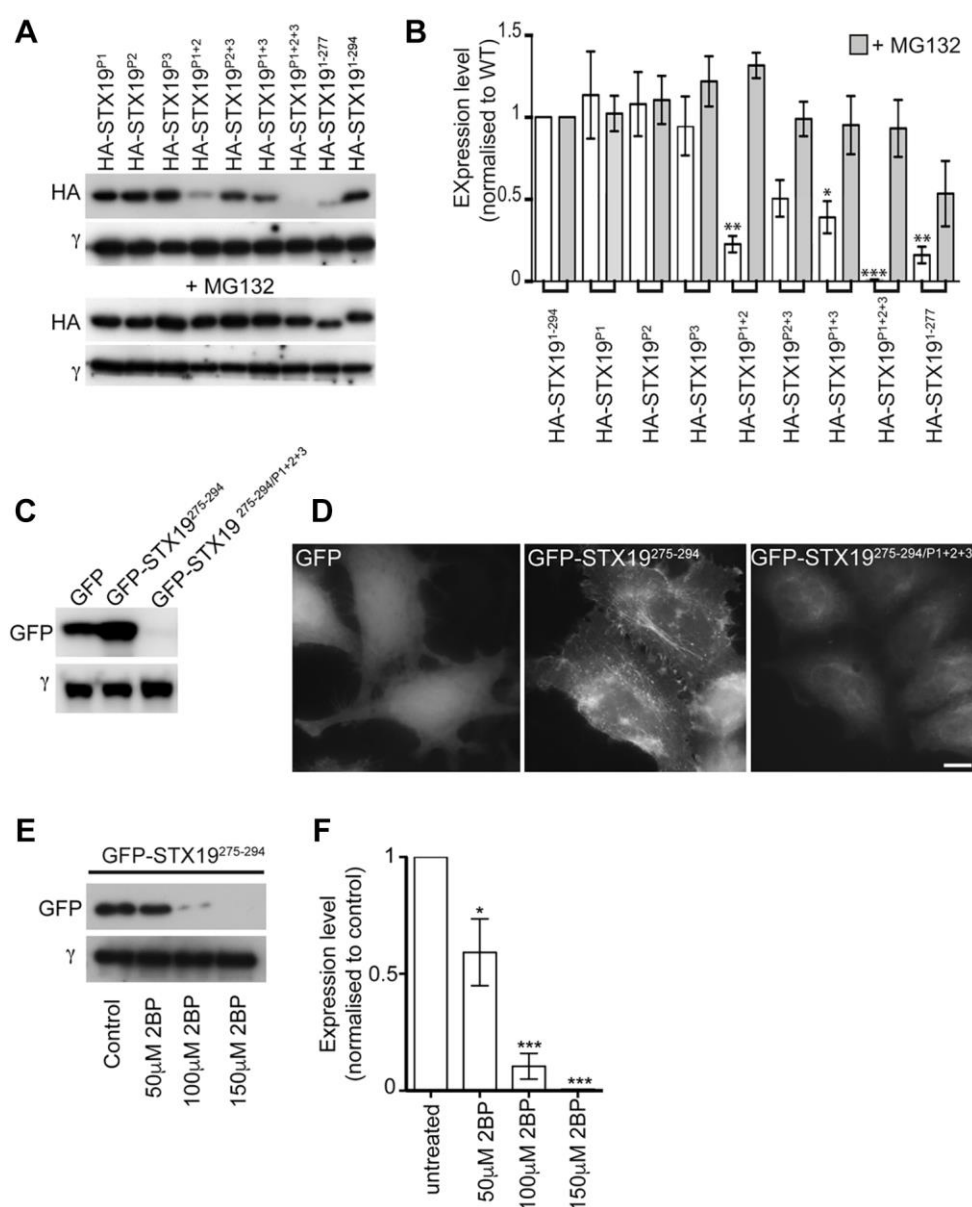 A
HA-STX19P1
HA-STX19P2
HA-STX19P3
HA-STX19P1+2
HA-STX19P2+3
HA-STX19P1+3
HA-STX19P1+2+3
HA-STX191-277
HA-STX191-294
HA
γ
+ MG132
HA
γ
B
EXpression level
(normalised to WT)
1.5
1
0.5
0
+ MG132
**
*
***
**
HA-STX191-294
HA-STX19P1
HA-STX19P2
HA-STX19P3
HA-STX19P1+2
HA-STX19P2+3
HA-STX19P1+3
HA-STX19P1+2+3
HA-STX191-277
C
GFP
GFP-STX19275-294
GFP-STX19 275-294/P1+2+3
GFP
γ
D
GFP
GFP-STX19275-294
GFP-STX19275-294/P1+2+3
E
GFP-STX19275-294
GFP
γ
Control
50μM 2BP
100μM 2BP
150μM 2BP
F
Expression level
(normalised to control)
1
0.5
0
*
***
***
untreated
50μM 2BP
100μM 2BP
150μM 2BP